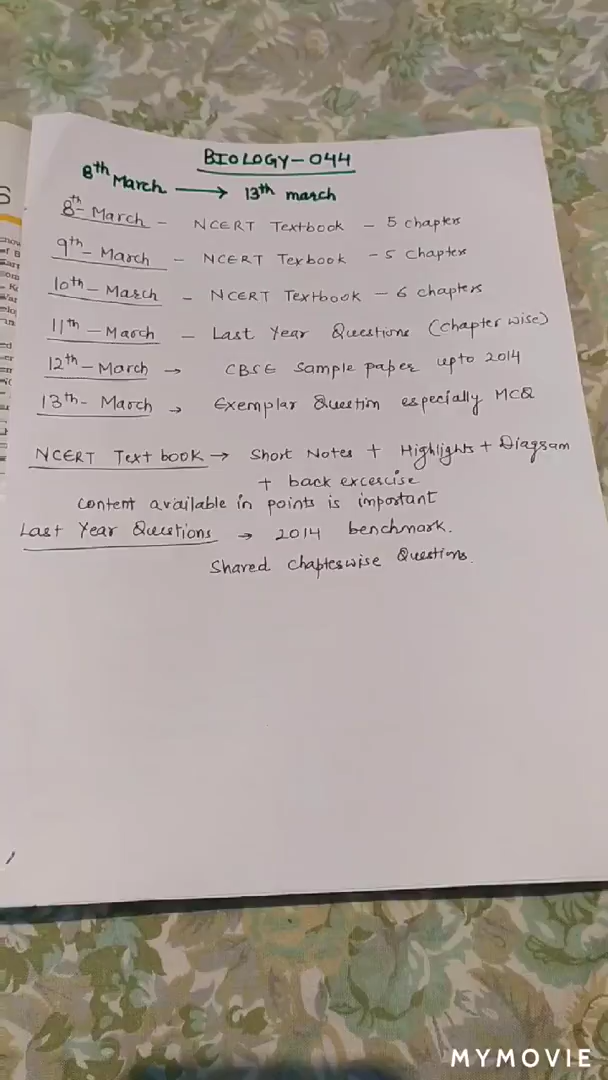 BIOLOGY-044
8th March → 13th march
8th March - NCERT Textbook - 5 chapters
9th-March - NCERT Texbook - 5 Chapters
10th-March - NCERT Textbook - 6 chapters
11th-March - Last Year Questions (Chapter wise)
12th-March → CBSE Sample paper upto 2014
13th-March → Exemplar Question especially MCQ
NCERT Text book → Short Notes + Highlights + Diagram
+ back excercise
content available in points is important
Last Year Questions → 2014 benchmark.
Shared Chapterswise Questions.
MYMOVIE